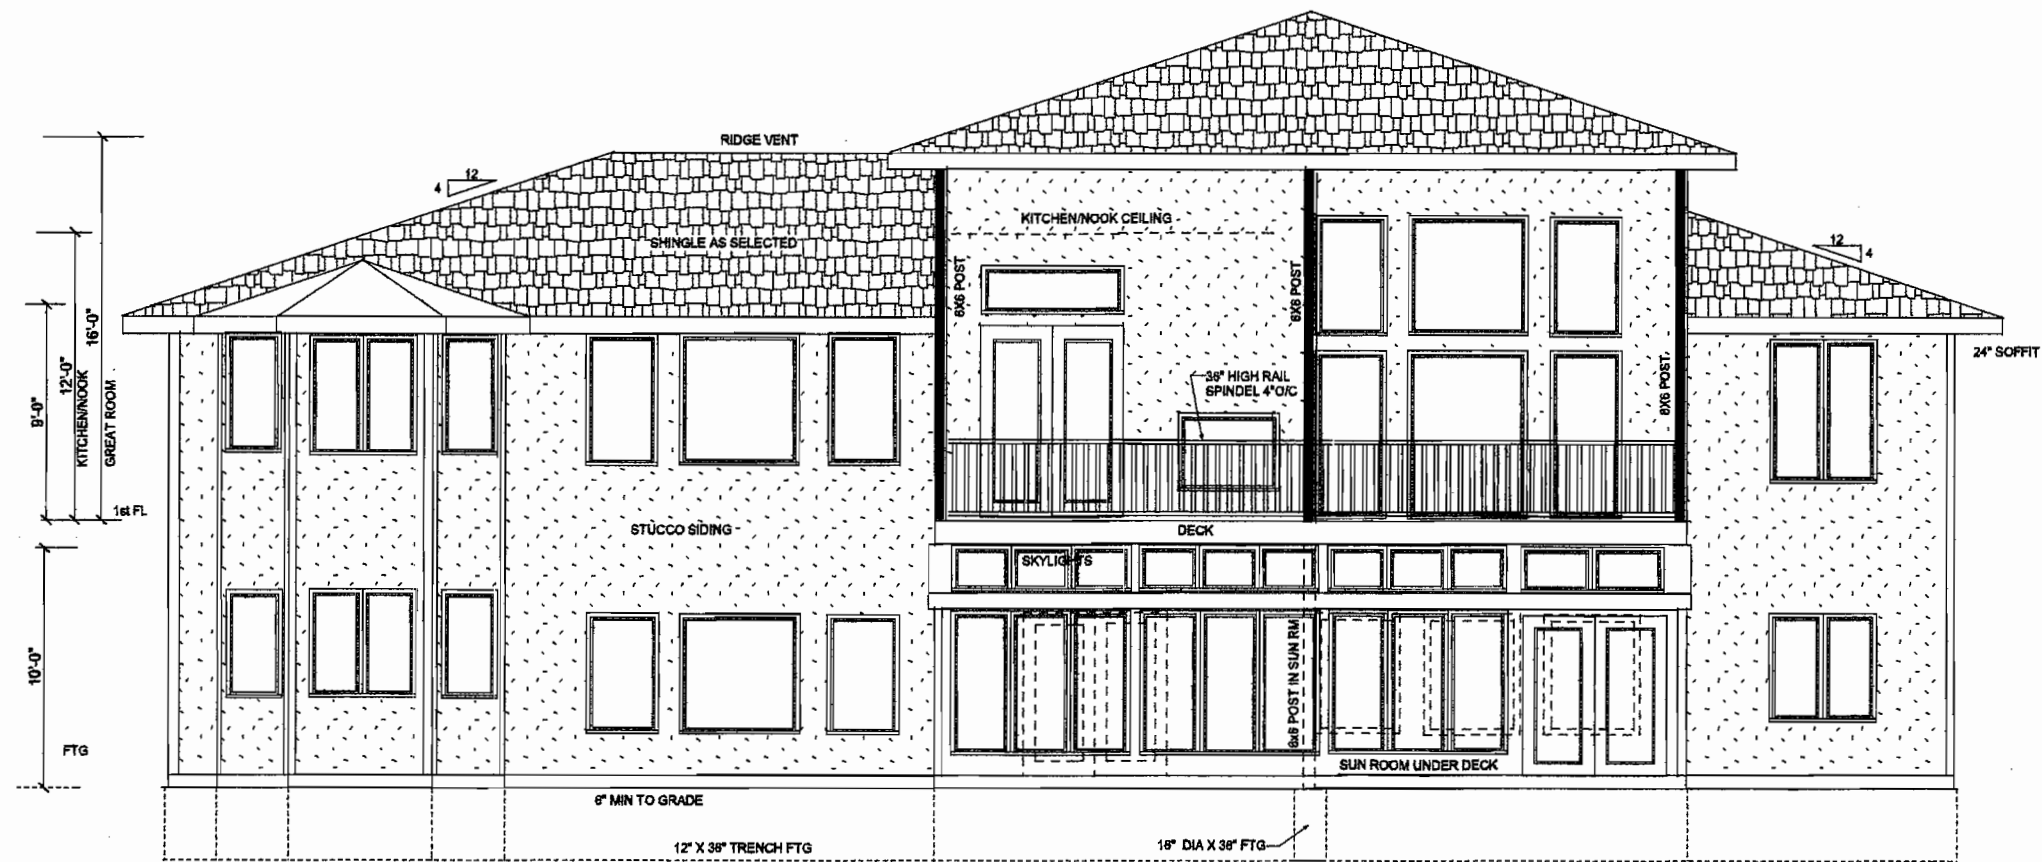 RIDGE VENT
12
4
SHINGLE AS SELECTED
KITCHEN/NOOK CEILING
6X6 POST
6X6 POST
6X6 POST
12
4
24" SOFFIT
36" HIGH RAIL
SPINDEL 4"O/C
9'-0"
12'-0"
KITCHEN/NOOK
16'-0"
GREAT ROOM
1st FL
STUCCO SIDING
DECK
SKYLIGHTS
10'-0"
FTG
6x6 POST IN SUN RM
SUN ROOM UNDER DECK
6" MIN TO GRADE
12" X 36" TRENCH FTG
16" DIA X 36" FTG